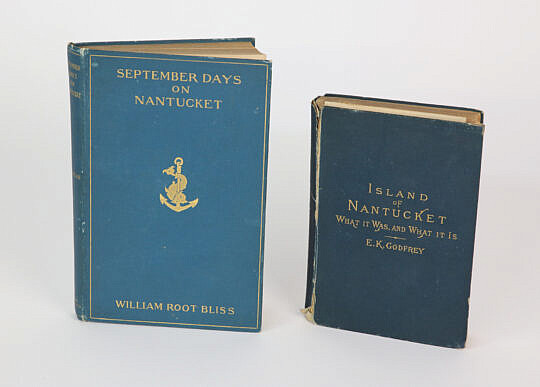 SEPTEMBER DAYS
ON
NANTUCKET
WILLIAM ROOT BLISS
ISLAND
OF
NANTUCKET
WHAT IT WAS, AND WHAT IT IS
E.K. GODFREY